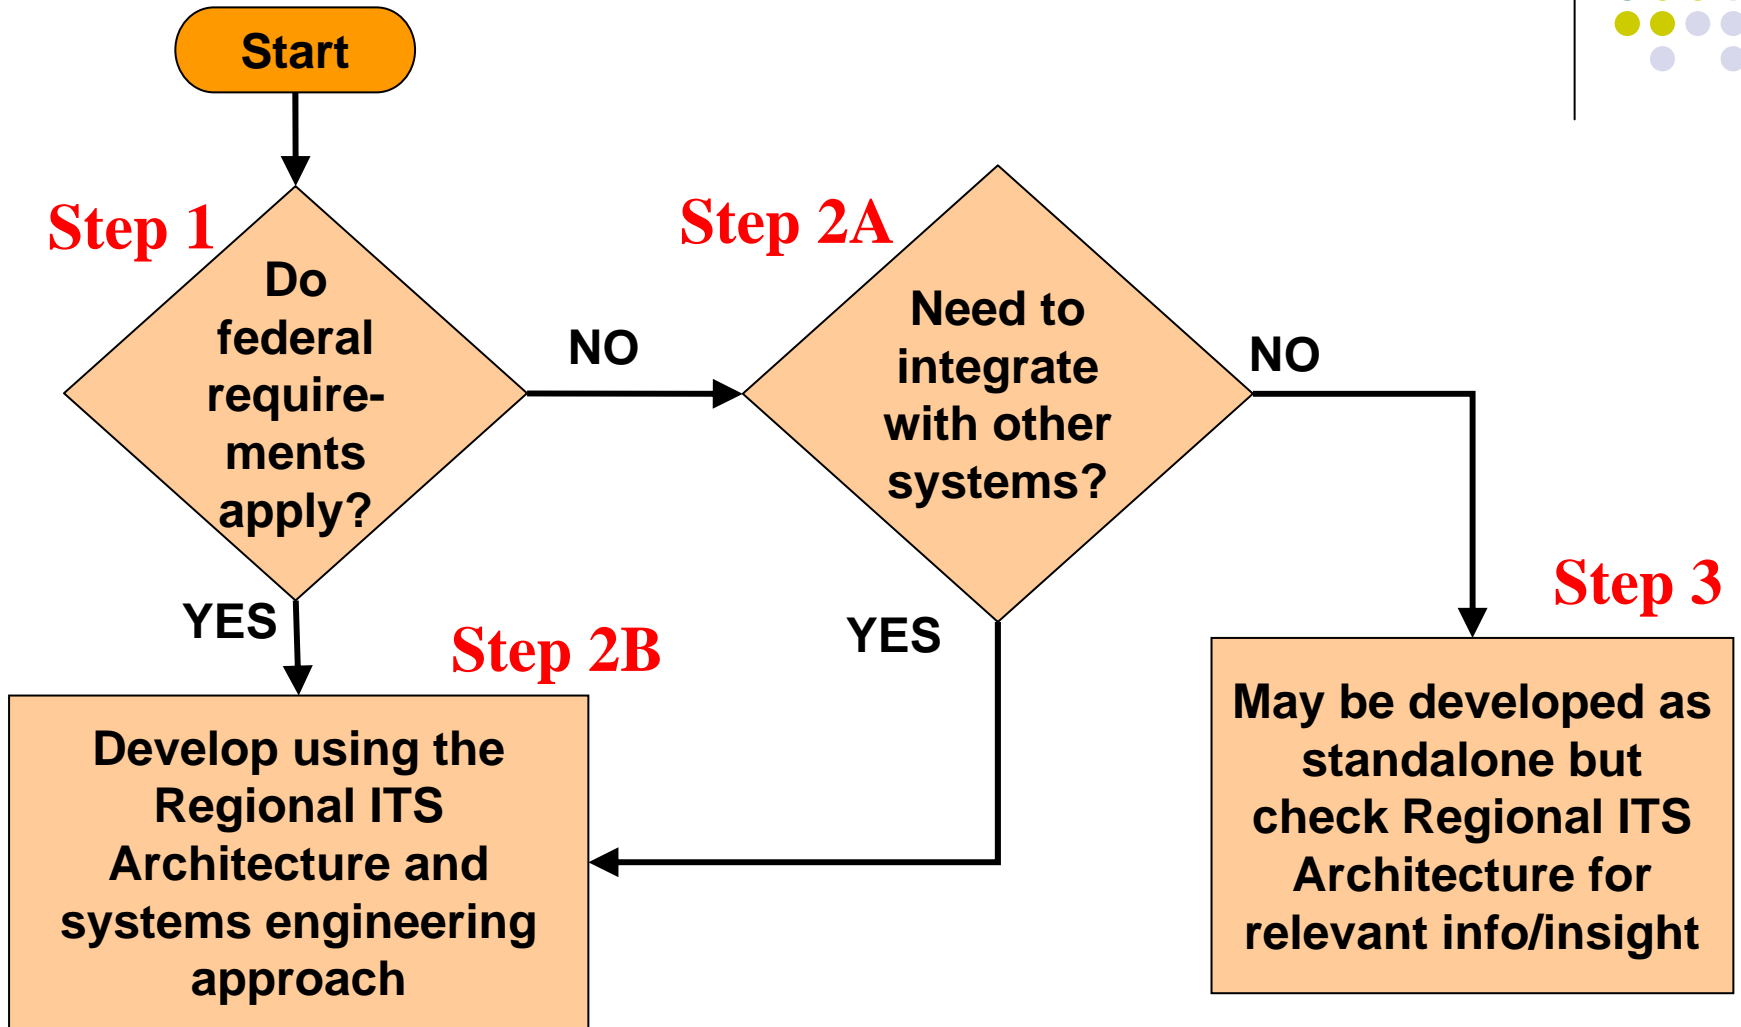 Start
Step 1
Do
federal
require-
ments
apply?
NO
YES
Step 2A
Need to
integrate
with other
systems?
NO
YES
Step 2B
Develop using the
Regional ITS
Architecture and
systems engineering
approach
Step 3
May be developed as
standalone but
check Regional ITS
Architecture for
relevant info/insight